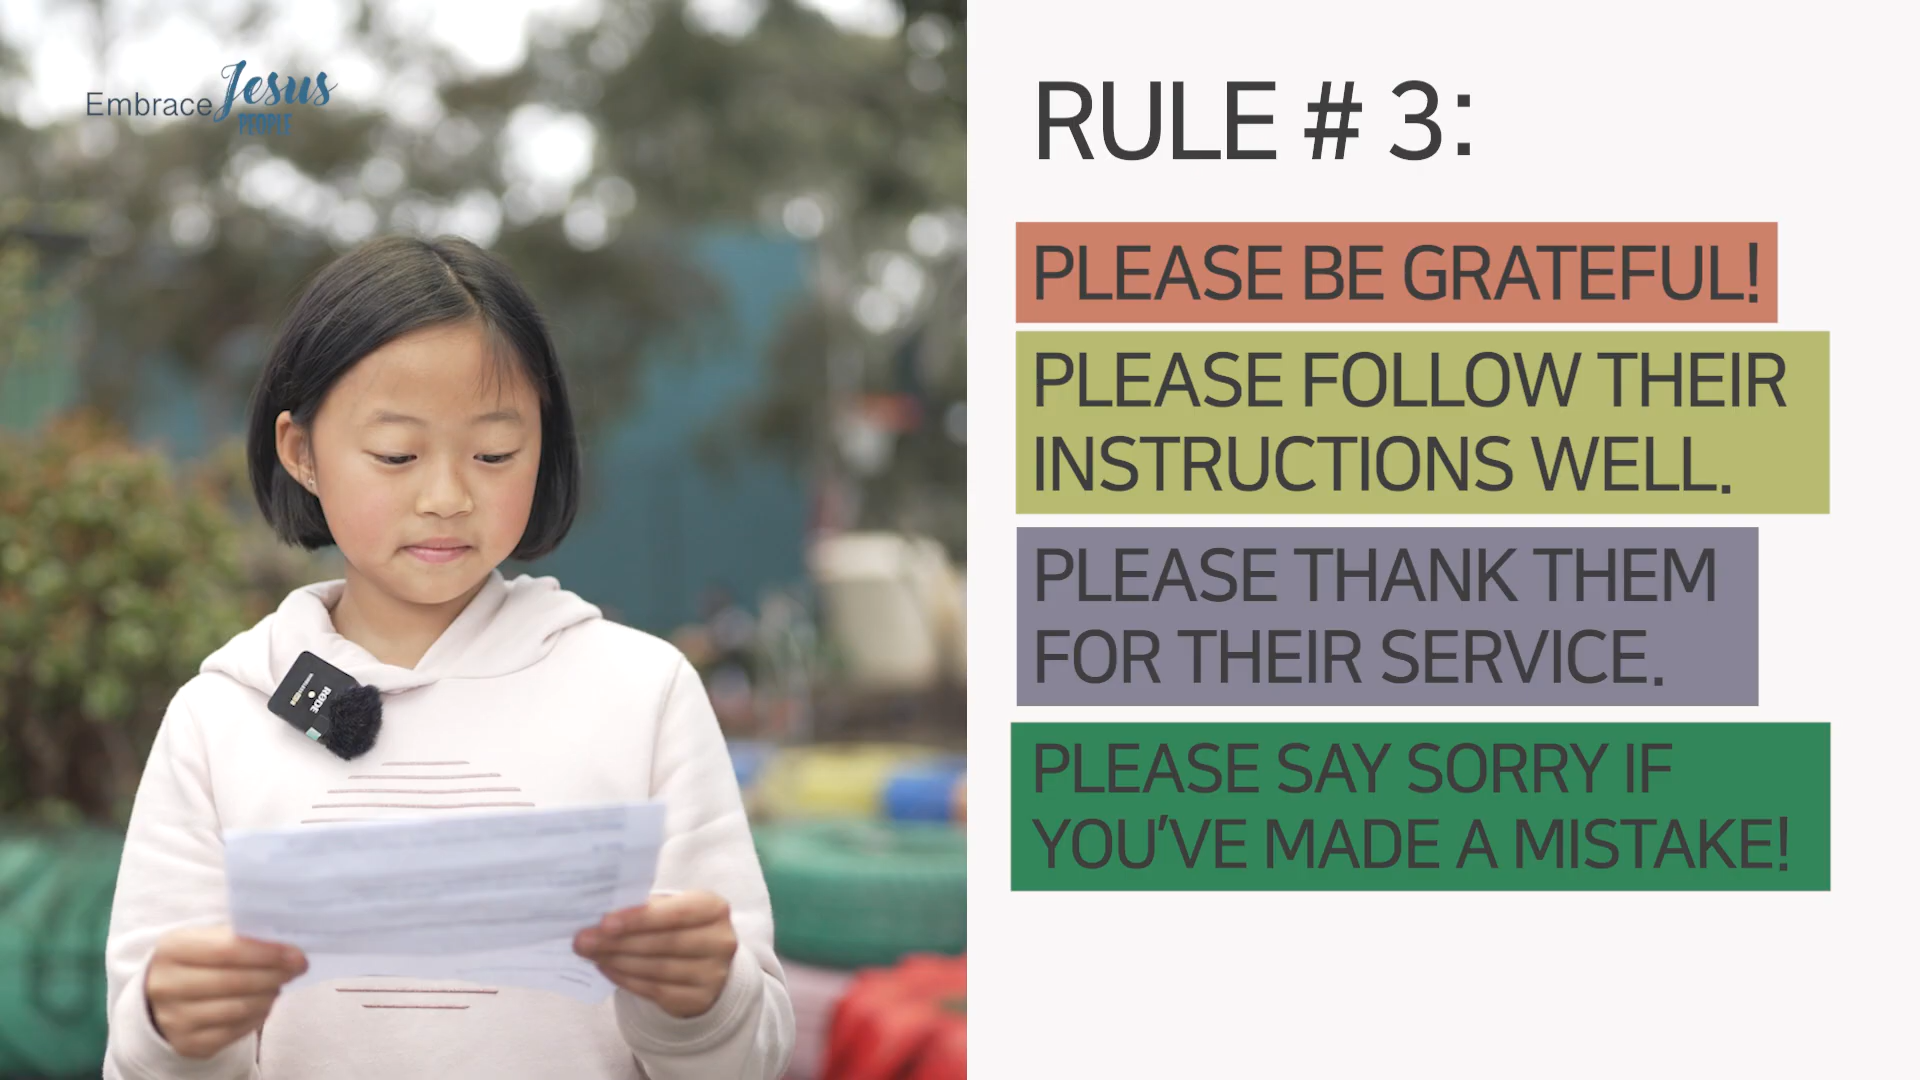 Embrace Jesus
PEOPLE
RULE # 3:
PLEASE BE GRATEFUL!
PLEASE FOLLOW THEIR
INSTRUCTIONS WELL.
PLEASE THANK THEM
FOR THEIR SERVICE.
PLEASE SAY SORRY IF
YOU'VE MADE A MISTAKE!
RØDE